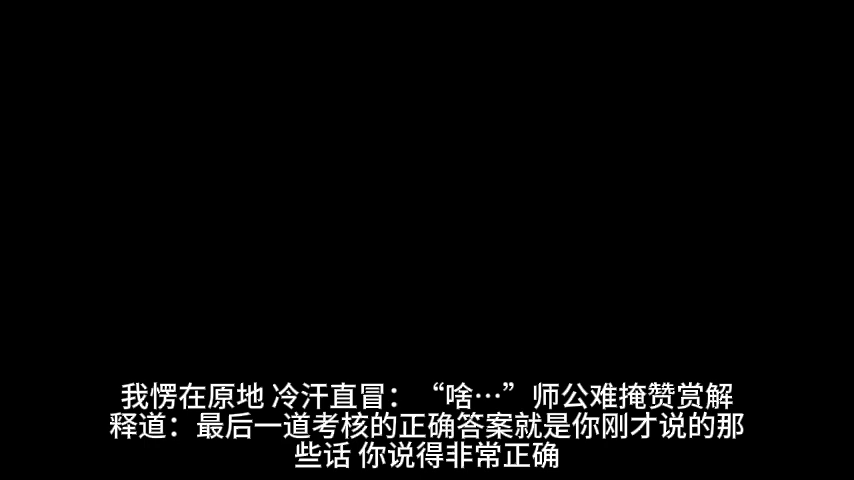 我愣在原地 冷汗直冒：“啥…”师公难掩赞赏解
释道：最后一道考核的正确答案就是你刚才说的那
些话 你说得非常正确